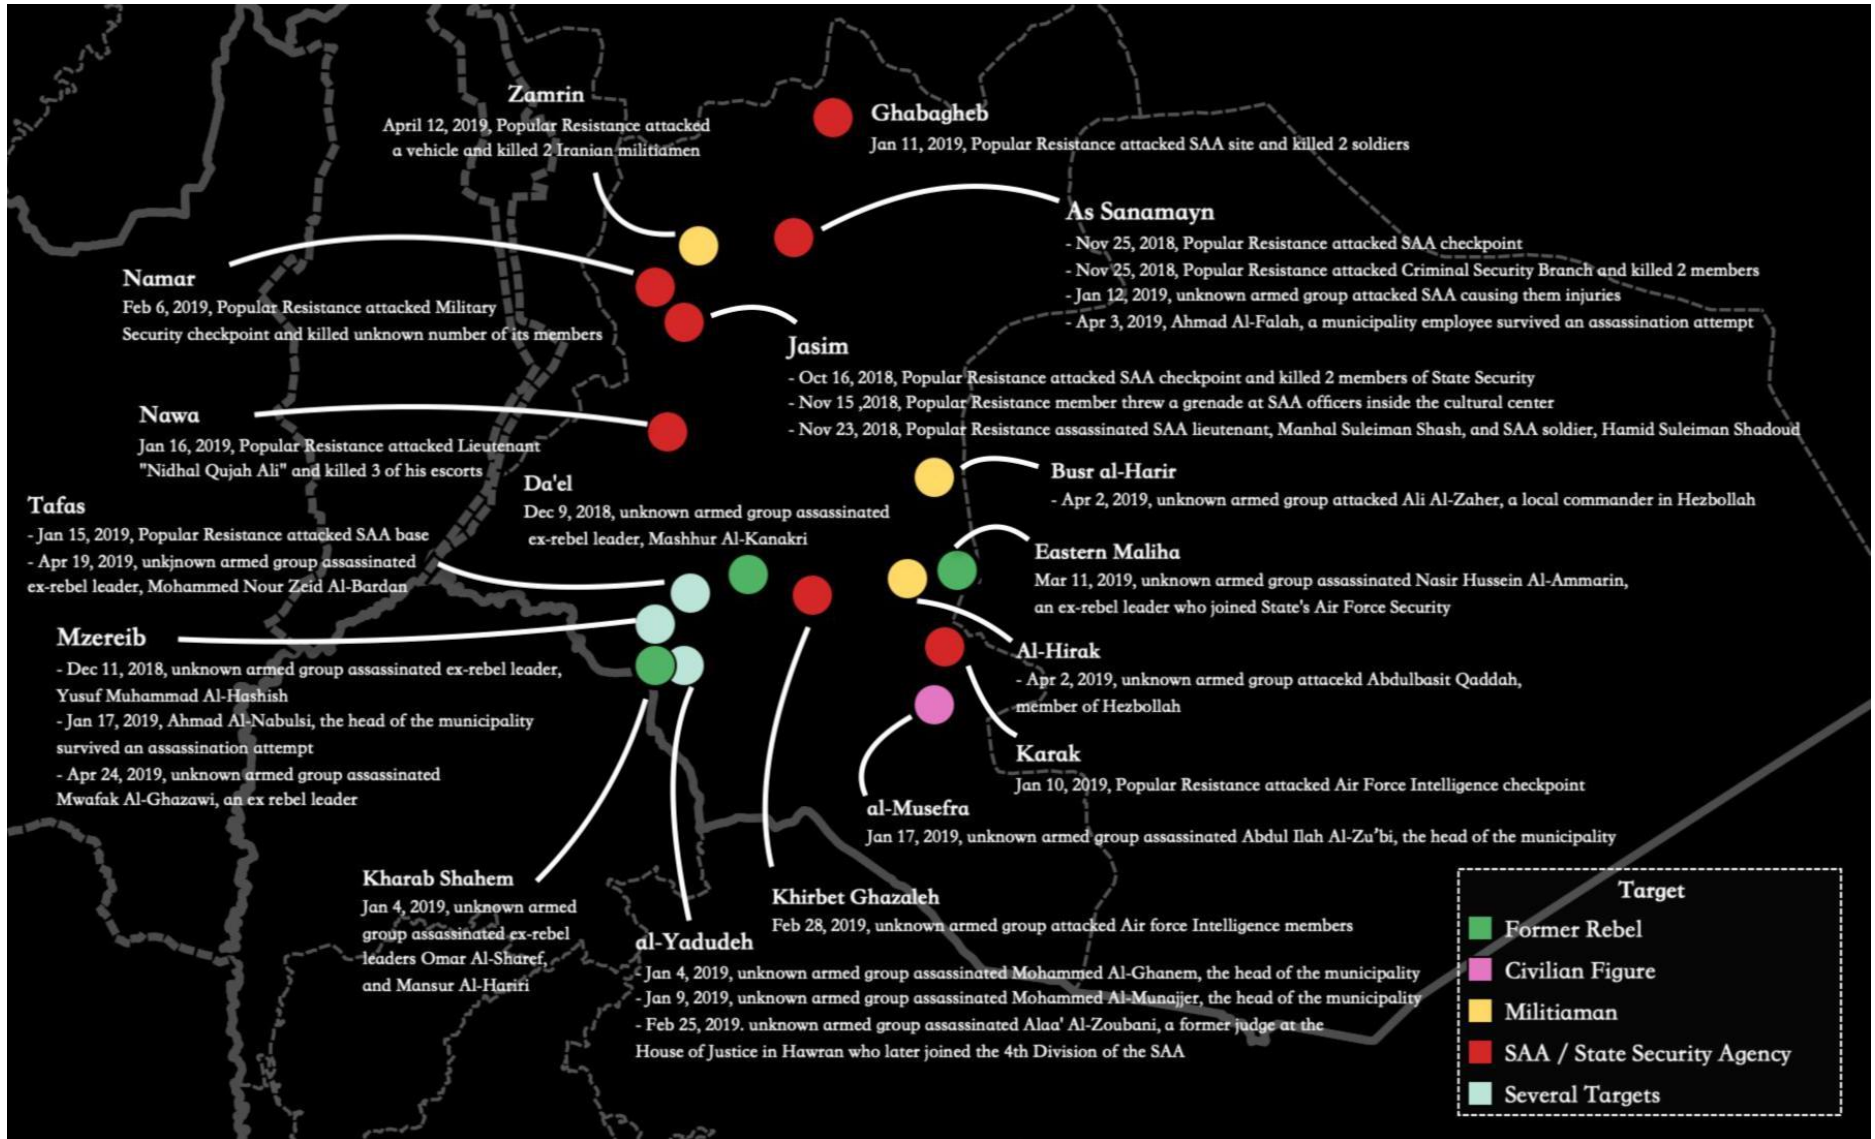 Zamrin
April 12, 2019, Popular Resistance attacked
a vehicle and killed 2 Iranian militiamen
Ghabagheb
Jan 11, 2019, Popular Resistance attacked SAA site and killed 2 soldiers
As Sanamayn
- Nov 25, 2018, Popular Resistance attacked SAA checkpoint
- Nov 25, 2018, Popular Resistance attacked Criminal Security Branch and killed 2 members
- Jan 12, 2019, unknown armed group attacked SAA causing them injuries
- Apr 3, 2019, Ahmad Al-Falah, a municipality employee survived an assassination attempt
Namar
Feb 6, 2019, Popular Resistance attacked Military
Security checkpoint and killed unknown number of its members
Jasim
- Oct 16, 2018, Popular Resistance attacked SAA checkpoint and killed 2 members of State Security
- Nov 15 ,2018, Popular Resistance member threw a grenade at SAA officers inside the cultural center
- Nov 23, 2018, Popular Resistance assassinated SAA lieutenant, Manhal Suleiman Shash, and SAA soldier, Hamid Suleiman Shadoud
Nawa
Jan 16, 2019, Popular Resistance attacked Lieutenant
"Nidhal Qujah Ali" and killed 3 of his escorts
Da'el
Dec 9, 2018, unknown armed group assassinated
ex-rebel leader, Mashhur Al-Kanakri
Busr al-Harir
- Apr 2, 2019, unknown armed group attacked Ali Al-Zaher, a local commander in Hezbollah
Tafas
- Jan 15, 2019, Popular Resistance attacked SAA base
- Apr 19, 2019, unkjnown armed group assassinated
ex-rebel leader, Mohammed Nour Zeid Al-Bardan
Eastern Maliha
Mar 11, 2019, unknown armed group assassinated Nasir Hussein Al-Ammarin,
an ex-rebel leader who joined State's Air Force Security
Mzereib
- Dec 11, 2018, unknown armed group assassinated ex-rebel leader,
Yusuf Muhammad Al-Hashish
- Jan 17, 2019, Ahmad Al-Nabulsi, the head of the municipality
survived an assassination attempt
- Apr 24, 2019, unknown armed group assassinated
Mwafak Al-Ghazawi, an ex rebel leader
Al-Hirak
- Apr 2, 2019, unknown armed group attacekd Abdulbasit Qaddah,
member of Hezbollah
Karak
Jan 10, 2019, Popular Resistance attacked Air Force Intelligence checkpoint
al-Musefra
Jan 17, 2019, unknown armed group assassinated Abdul Ilah Al-Zu'bi, the head of the municipality
Kharab Shahem
Jan 4, 2019, unknown armed
group assassinated ex-rebel
leaders Omar Al-Sharef,
and Mansur Al-Hariri
Khirbet Ghazaleh
Feb 28, 2019, unknown armed group attacked Air force Intelligence members
al-Yadudeh
- Jan 4, 2019, unknown armed group assassinated Mohammed Al-Ghanem, the head of the municipality
- Jan 9, 2019, unknown armed group assassinated Mohammed Al-Munajjer, the head of the municipality
- Feb 25, 2019. unknown armed group assassinated Alaa' Al-Zoubani, a former judge at the
House of Justice in Hawran who later joined the 4th Division of the SAA
Target
Former Rebel
Civilian Figure
Militiaman
SAA / State Security Agency
Several Targets